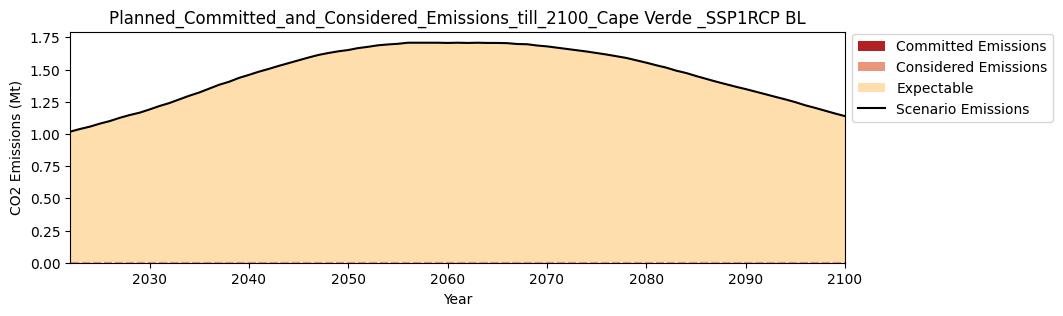 Planned_Committed_and_Considered_Emissions_till_2100_Cape Verde _SSP1RCP BL
CO2 Emissions (Mt)
1.75
1.50
1.25
1.00
0.75
0.50
0.25
0.00
2030 2040 2050 2060 2070 2080 2090 2100
Year
Committed Emissions
Considered Emissions
Expectable
Scenario Emissions